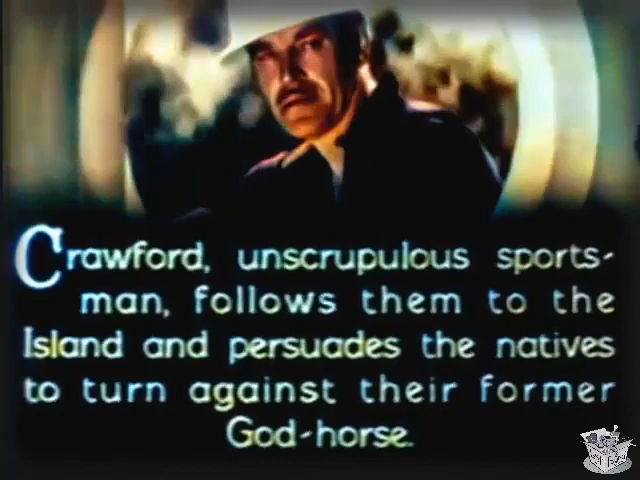 Crawford, unscrupulous sports-
man, follows them to the
Island and persuades the natives
to turn against their former
God-horse.